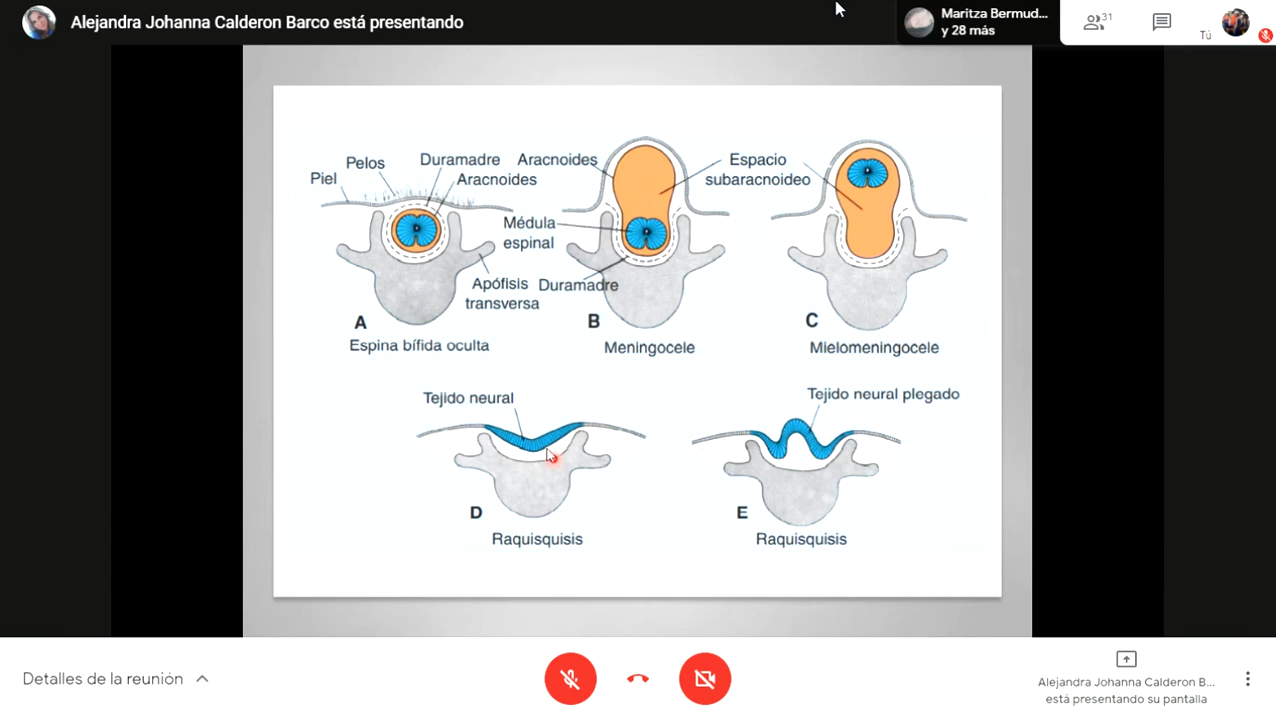 Alejandra Johanna Calderon Barco está presentando
Maritza Bermud...
y 28 más
31
Tú
Pelos
Piel
Duramadre
Aracnoides
Aracnoides
Espacio
subaracnoideo
Médula
espinal
Apófisis
transversa
Duramadre
A
Espina bífida oculta
B
Meningocele
C
Mielomeningocele
Tejido neural
Tejido neural plegado
D
Raquisquisis
E
Raquisquisis
Detalles de la reunión
Alejandra Johanna Calderon B...
está presentando su pantalla